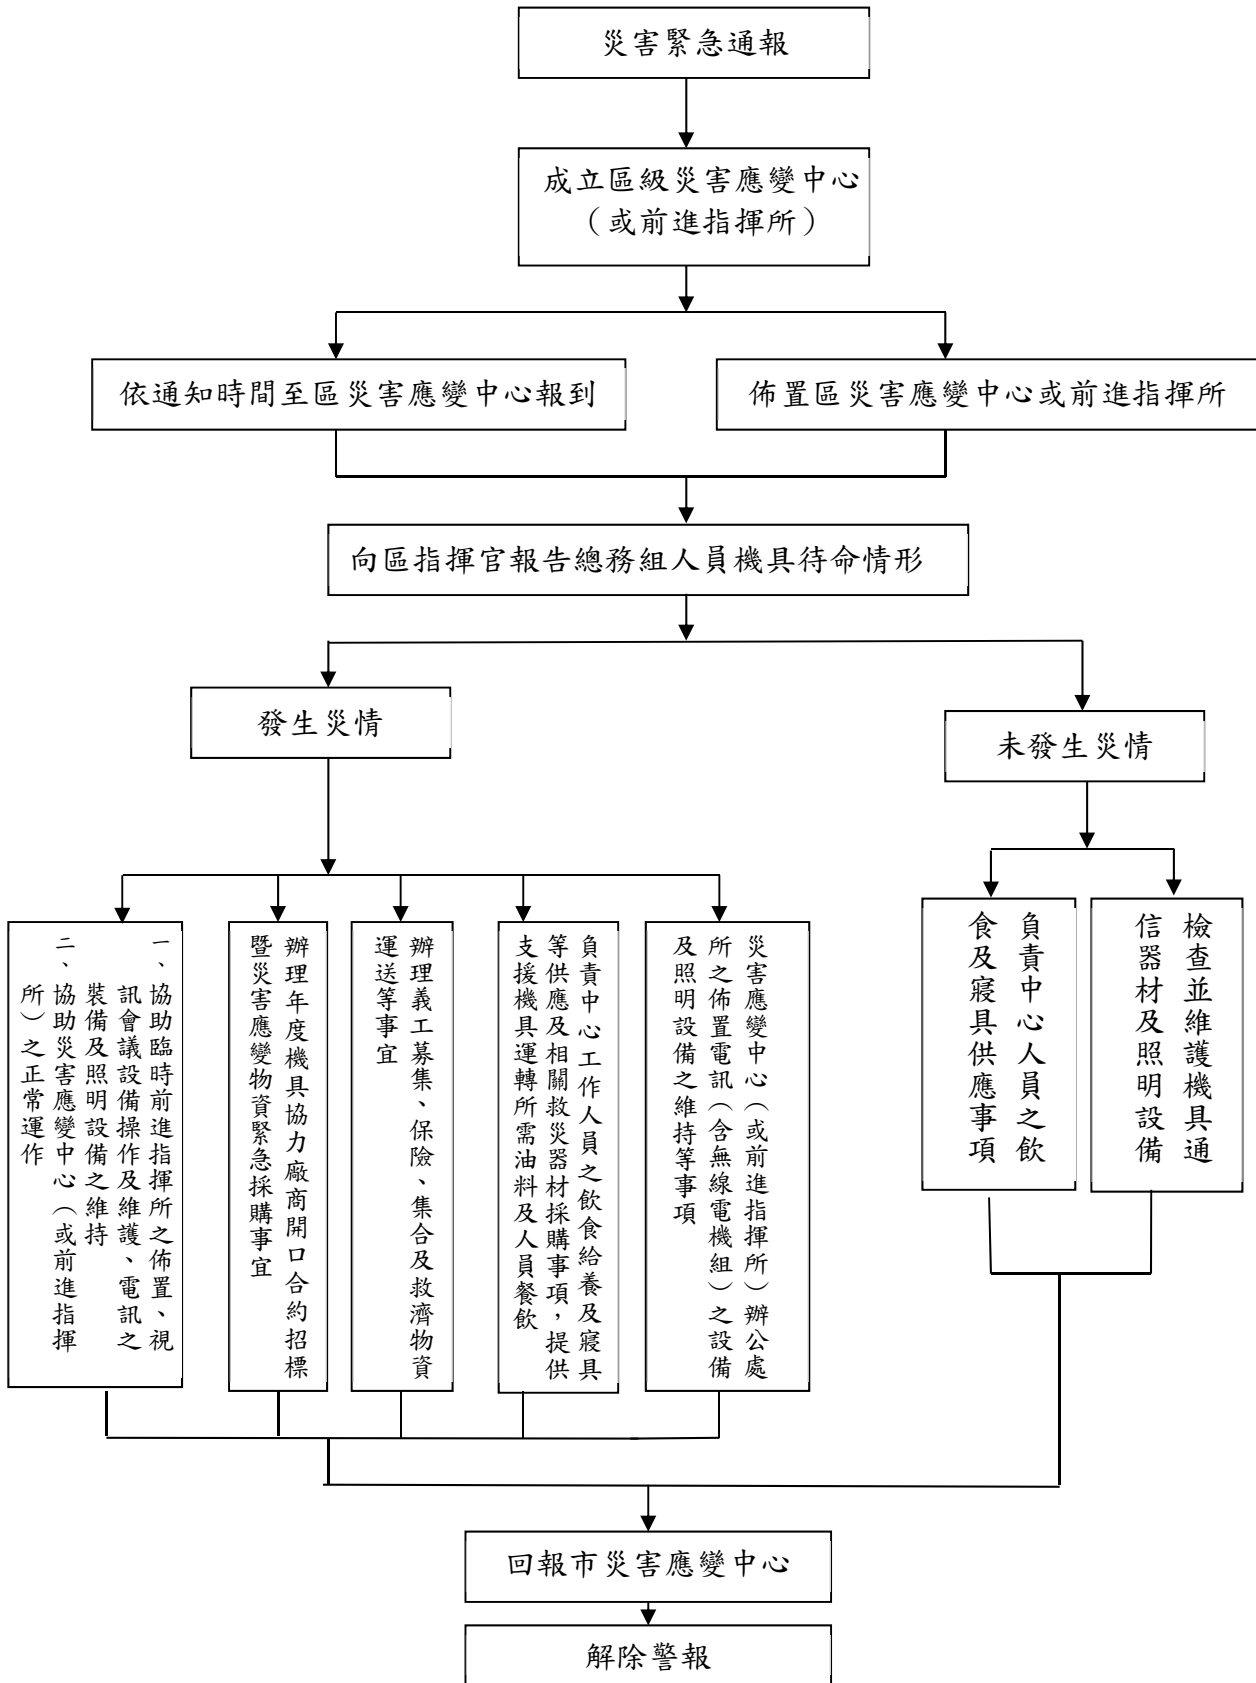 災害緊急通報
成立區級災害應變中心
（或前進指揮所）
依通知時間至區災害應變中心報到
佈置區災害應變中心或前進指揮所
向區指揮官報告總務組人員機具待命情形
發生災情
未發生災情
一、協助臨時前進指揮所之佈置、視
訊會議設備操作及維護、電訊之
裝備及照明設備之維持
二、協助災害應變中心（或前進指揮
所）之正常運作
辦理年度機具協力廠商開口合約招標
暨災害應變物資緊急採購事宜
辦理義工募集、保險、集合及救濟物資
運送等事宜
負責中心工作人員之飲食給養及寢具
等供應及相關救災器材採購事項，提供
支援機具運轉所需油料及人員餐飲
災害應變中心（或前進指揮所）辦公處
所之佈置電訊（含無線電機組）之設備
及照明設備之維持等事項
負責中心人員之飲
食及寢具供應事項
檢查並維護機具通
信器材及照明設備
回報市災害應變中心
解除警報